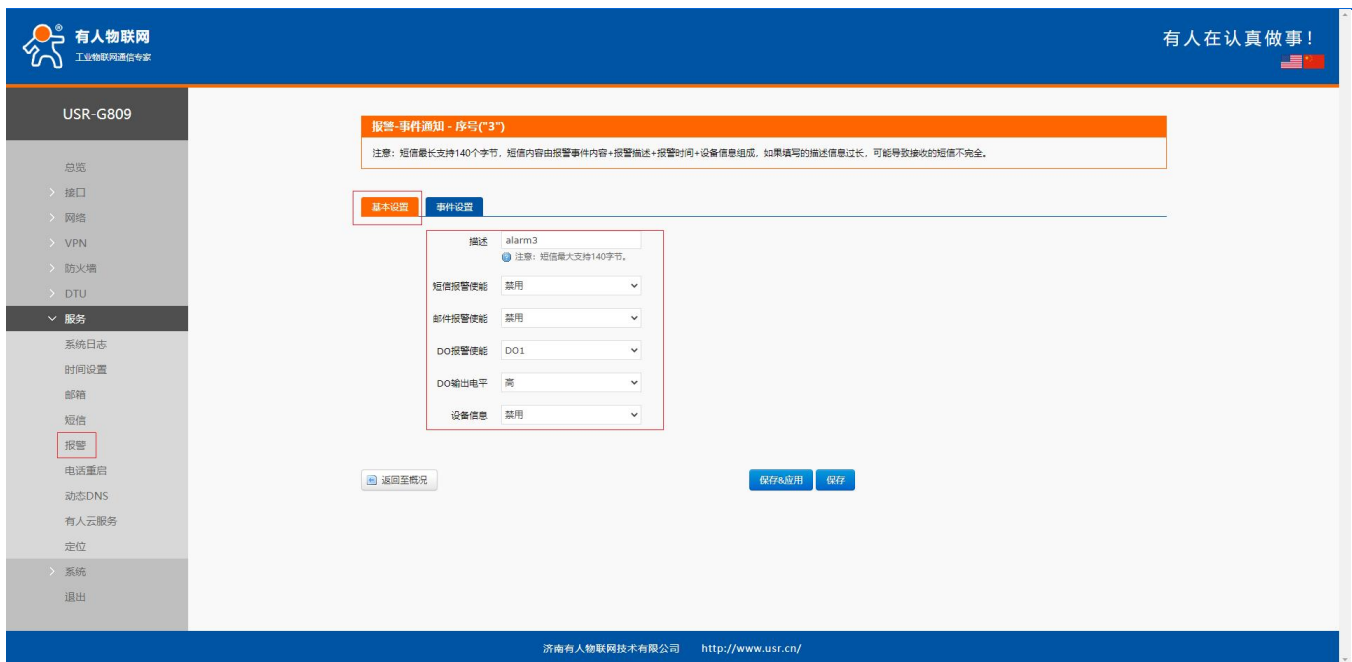 有人物联网
工业物联网通信专家
有人在认真做事！
USR-G809
总览
接口
网络
VPN
防火墙
DTU
服务
系统日志
时间设置
邮箱
短信
报警
电话重启
动态DNS
有人云服务
定位
系统
退出
报警-事件通知 - 序号("3")
注意：短信最长支持140个字节，短信内容由报警事件内容+报警描述+报警时间+设备信息组成，如果填写的描述信息过长，可能导致接收的短信不完全。
基本设置 事件设置
描述 alarm3
注意：短信最大支持140字节。
短信报警使能 禁用
邮件报警使能 禁用
DO报警使能 DO1
DO输出电平 高
设备信息 禁用
返回至概况 保存&应用 保存
济南有人物联网技术有限公司 http://www.usr.cn/